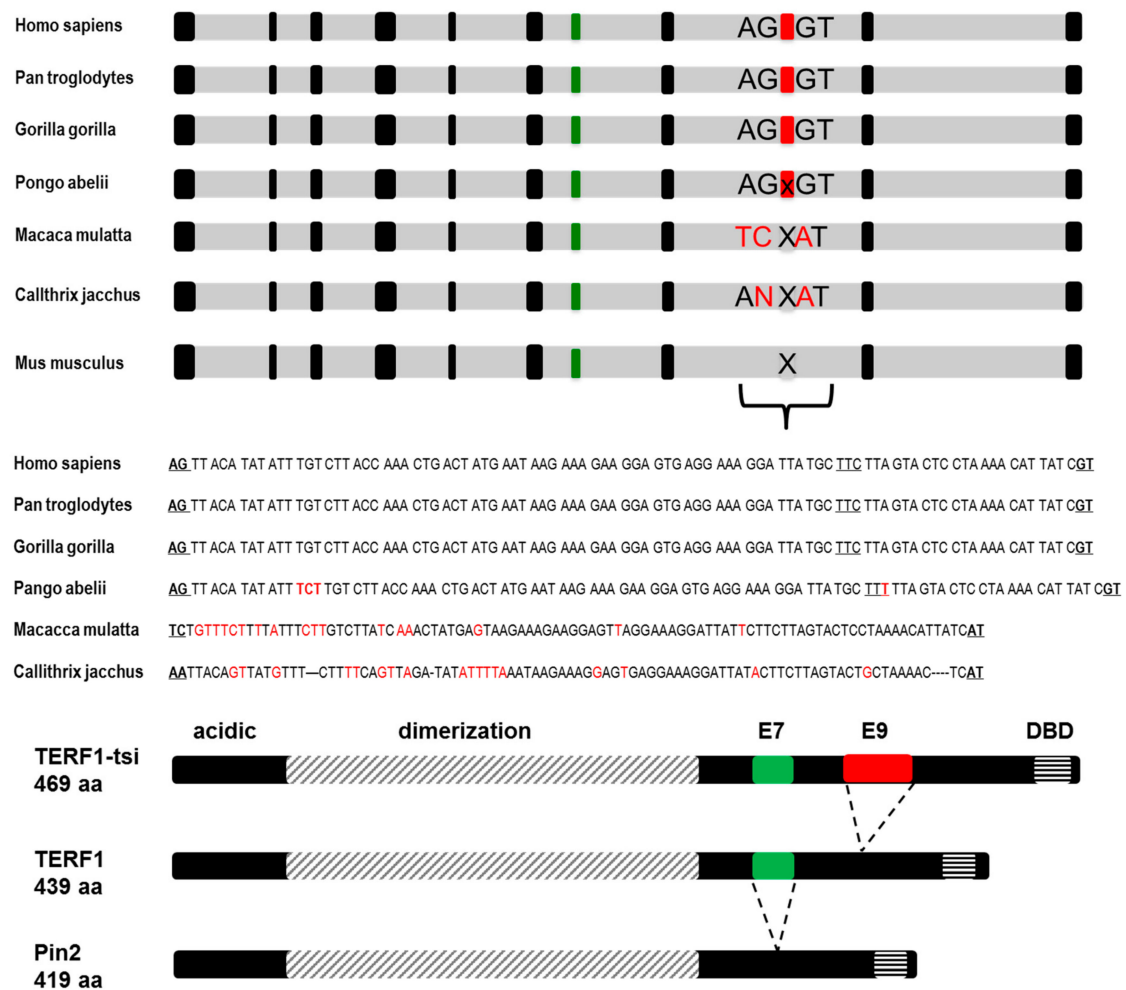 Homo sapiens AG GT
Pan troglodytes AG GT
Gorilla gorilla AG GT
Pongo abelii AG x GT
Macaca mulatta TC X AT
Callthrix jacchus AN X AT
Mus musculus X
Homo sapiens AG TT ACA TAT ATT TGT CTT ACC AAA CTG ACT ATG AAT AAG AAA GAA GGA GTG AGG AAA GGA TTA TGC TTC TTA GTA CTC CTA AAA CAT TAT CGT
Pan troglodytes AG TT ACA TAT ATT TGT CTT ACC AAA CTG ACT ATG AAT AAG AAA GAA GGA GTG AGG AAA GGA TTA TGC TTC TTA GTA CTC CTA AAA CAT TAT CGT
Gorilla gorilla AG TT ACA TAT ATT TGT CTT ACC AAA CTG ACT ATG AAT AAG AAA GAA GGA GTG AGG AAA GGA TTA TGC TTC TTA GTA CTC CTA AAA CAT TAT CGT
Pango abelii AG TT ACA TAT ATT TCT TGT CTT ACC AAA CTG ACT ATG AAT AAG AAA GAA GGA GTG AGG AAA GGA TTA TGC TTT TTAGTA CTC CTA AAA CAT TAT CGT
Macacca mulatta TCTGTTTCTTTTATTTCTTGTCTTATCAAACTATGAGTAAGAAAGAAGGAGTTAGGAAAGGATTATTCTTCTTAGTACTCCTAAAACATTATCAT
Callithrix jacchus AATTACAGTTATGTTT—CTTTTCAGTTAGA-TATATTTTAAATAAGAAAGGAGTGAGGAAAGGATTATACTTCTTAGTACTGCTAAAAC----TCAT
acidic dimerization E7 E9 DBD
TERF1-tsi
469 aa
TERF1
439 aa
Pin2
419 aa